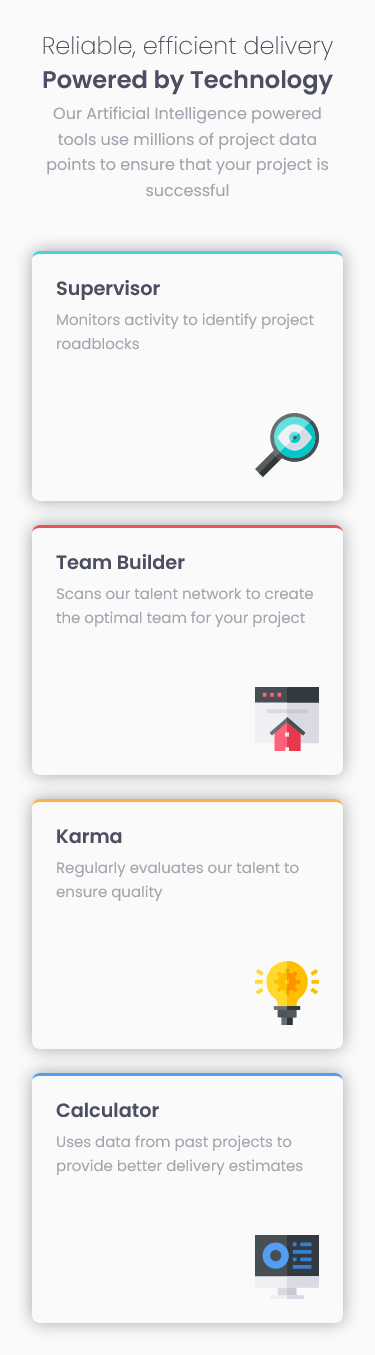 Reliable, efficient delivery
Powered by Technology
Our Artificial Intelligence powered
tools use millions of project data
points to ensure that your project is
successful
Supervisor
Monitors activity to identify project
roadblocks
Team Builder
Scans our talent network to create
the optimal team for your project
Karma
Regularly evaluates our talent to
ensure quality
Calculator
Uses data from past projects to
provide better delivery estimates